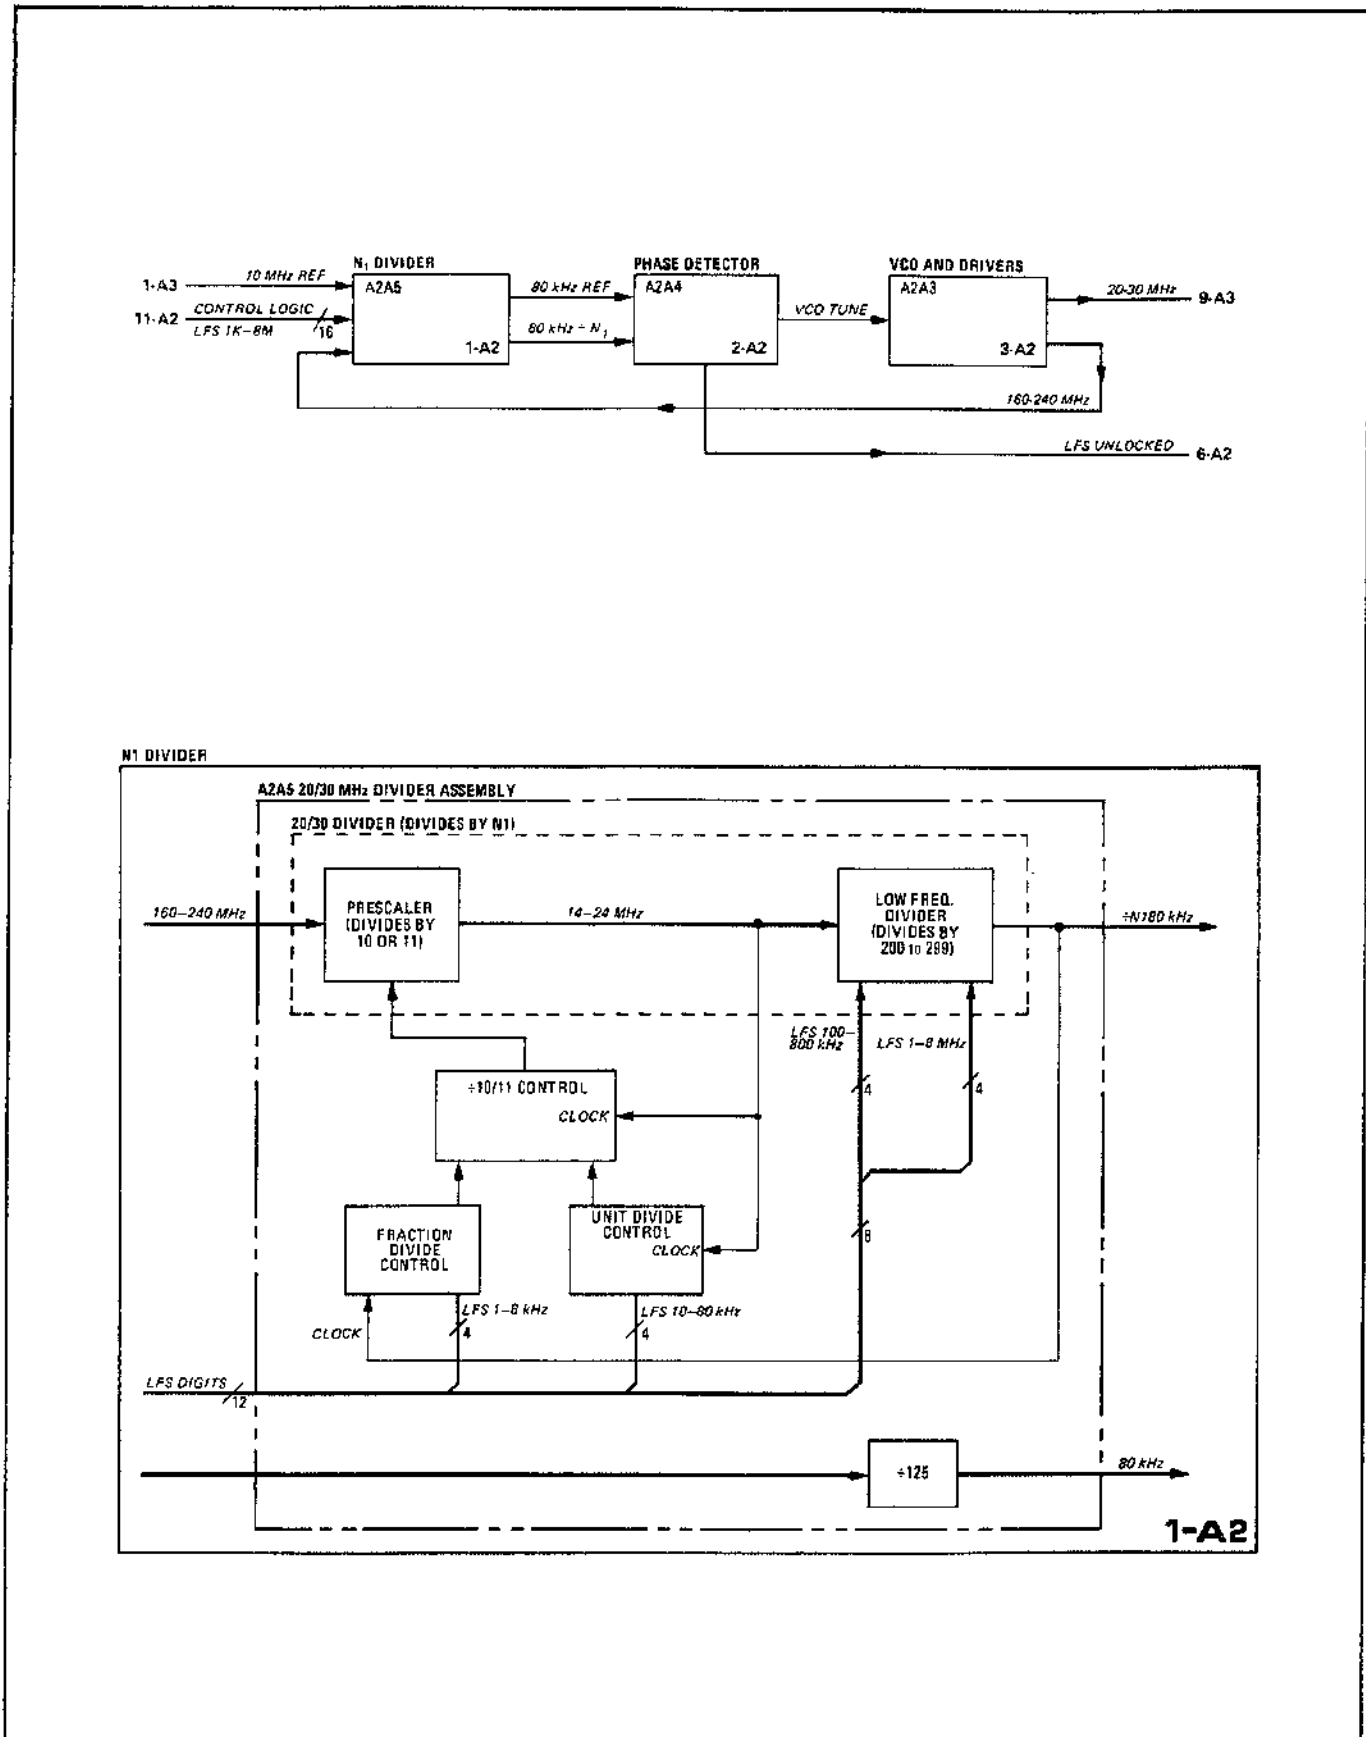 N1 DIVIDER
PHASE DETECTOR
VCO AND DRIVERS
1-A3
10 MHz REF
A2A5
80 kHz REF
A2A4
A2A3
20-30 MHz
9-A3
11-A2
CONTROL LOGIC
LFS 1K-8M
16
VCO TUNE
80 kHz ÷ N1
1-A2
2-A2
3-A2
160-240 MHz
LFS UNLOCKED
6-A2
N1 DIVIDER
A2A5 20/30 MHz DIVIDER ASSEMBLY
20/30 DIVIDER (DIVIDES BY N1)
160–240 MHz
PRESCALER
(DIVIDES BY
10 OR 11)
14–24 MHz
LOW FREQ.
DIVIDER
(DIVIDES BY
200 to 299)
÷N180 kHz
LFS 100–
800 kHz
LFS 1–8 MHz
÷10/11 CONTROL
CLOCK
4
4
FRACTION
DIVIDE
CONTROL
UNIT DIVIDE
CONTROL
CLOCK
8
LFS 1–8 kHz
4
LFS 10–80 kHz
4
CLOCK
LFS DIGITS
12
÷125
80 kHz
1-A2